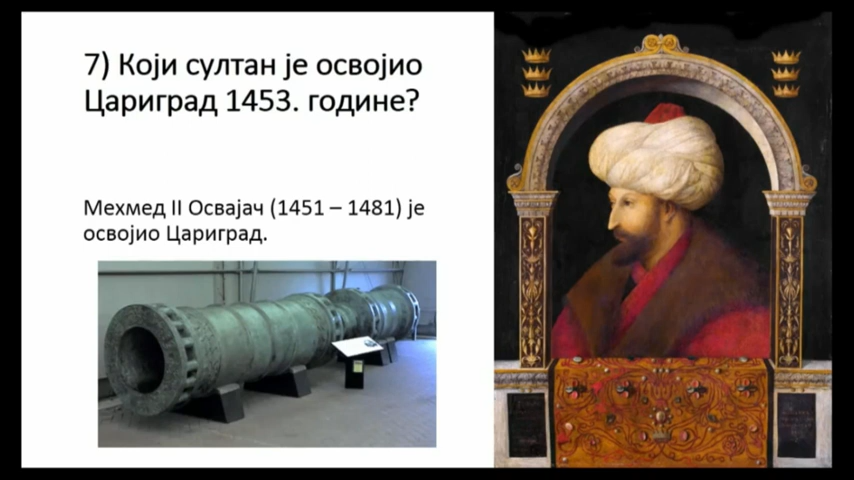 7) Који султан је освојио
Цариград 1453. године?
Мехмед II Освајач (1451 – 1481) је
освојио Цариград.